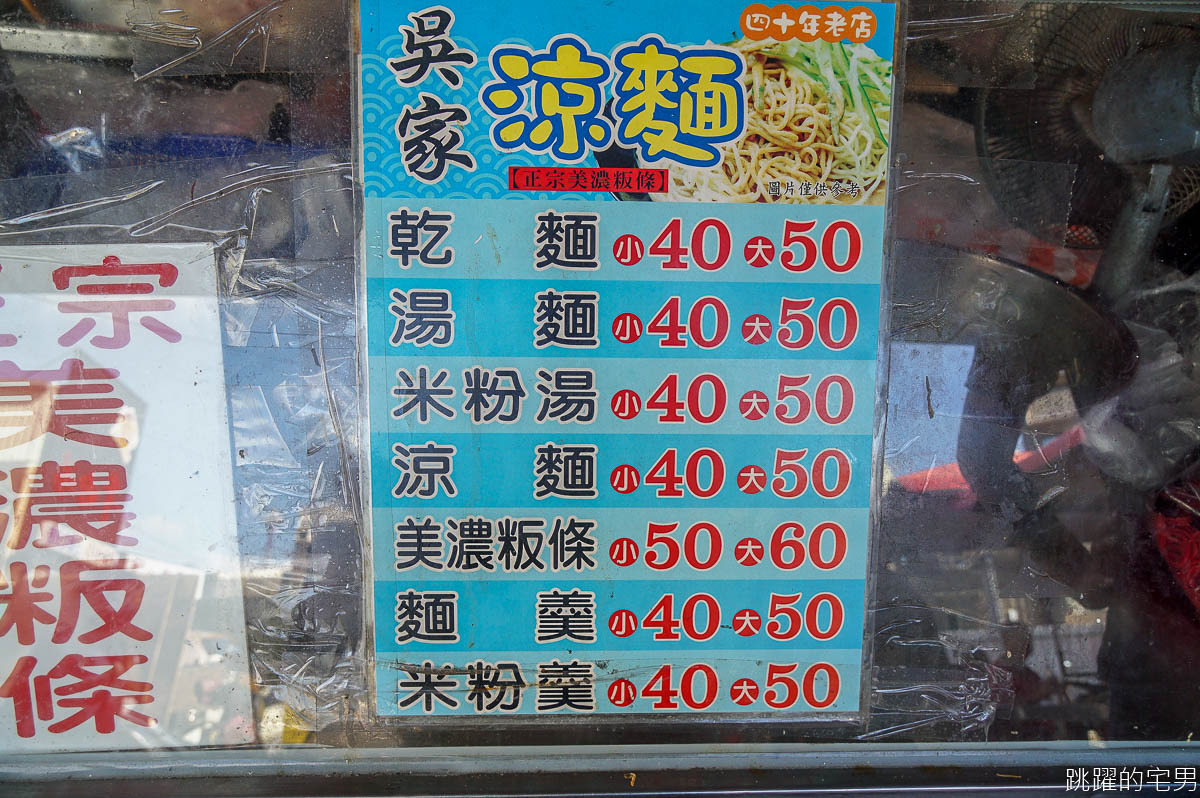 四十年老店
吳家
涼麵
【正宗美濃粄條】
圖片僅供參考
乾麵 小40 大50
湯麵 小40 大50
米粉湯 小40 大50
涼麵 小40 大50
美濃粄條 小50 大60
麵羹 小40 大50
米粉羹 小40 大50
宗
美濃粄條
跳躍的宅男